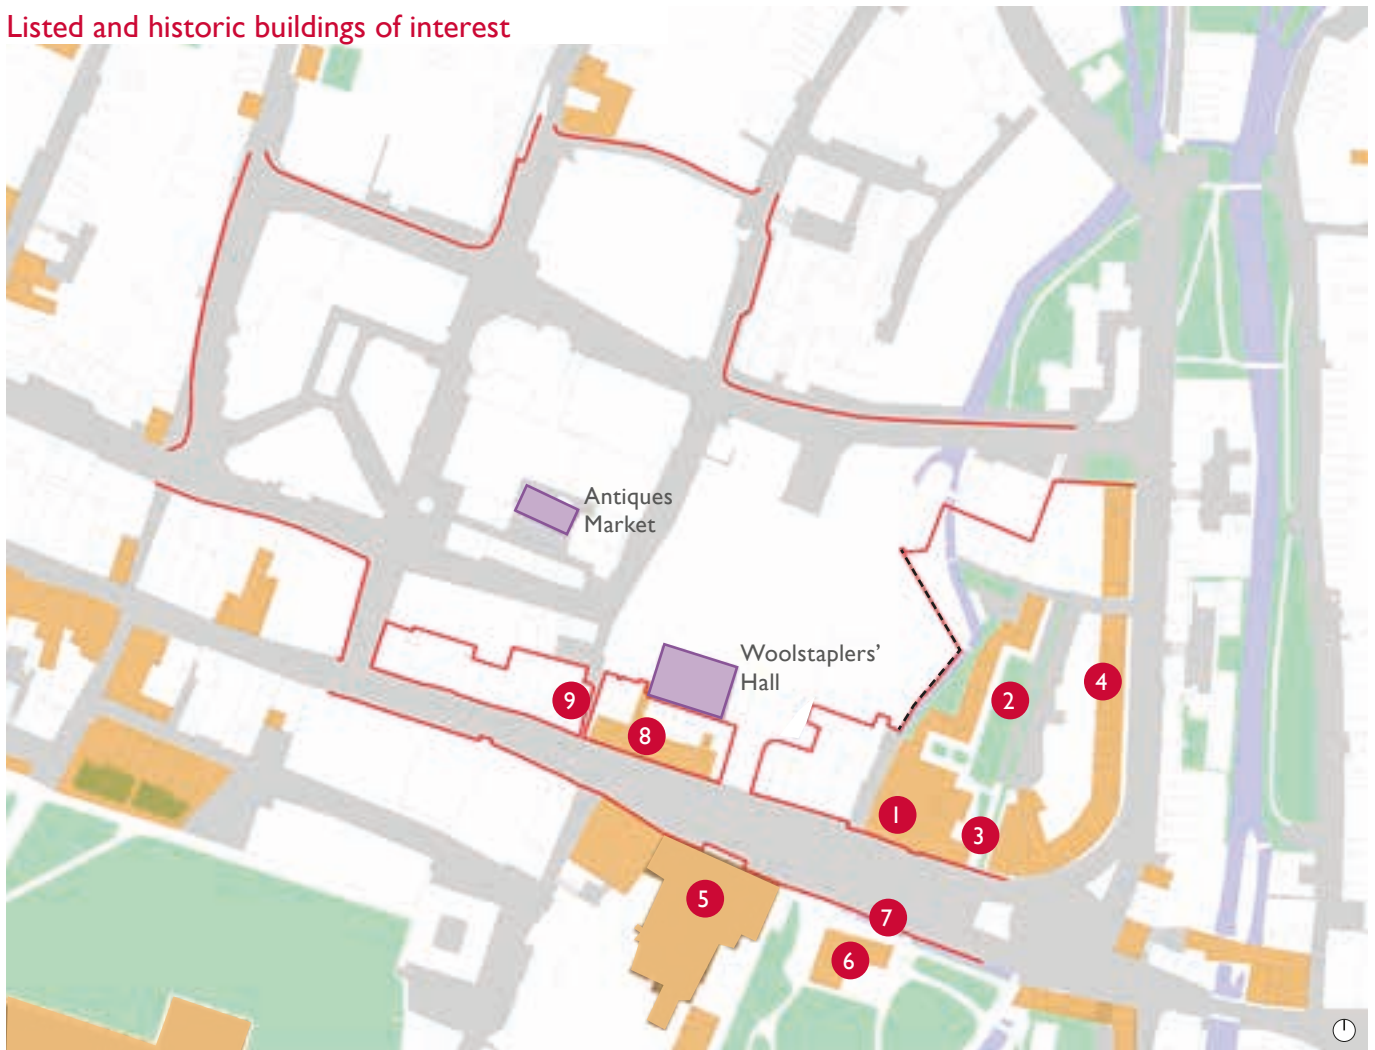 Listed and historic buildings of interest
Antiques
Market
Woolstaplers’
Hall
4
2
9
8
1
3
5
7
6